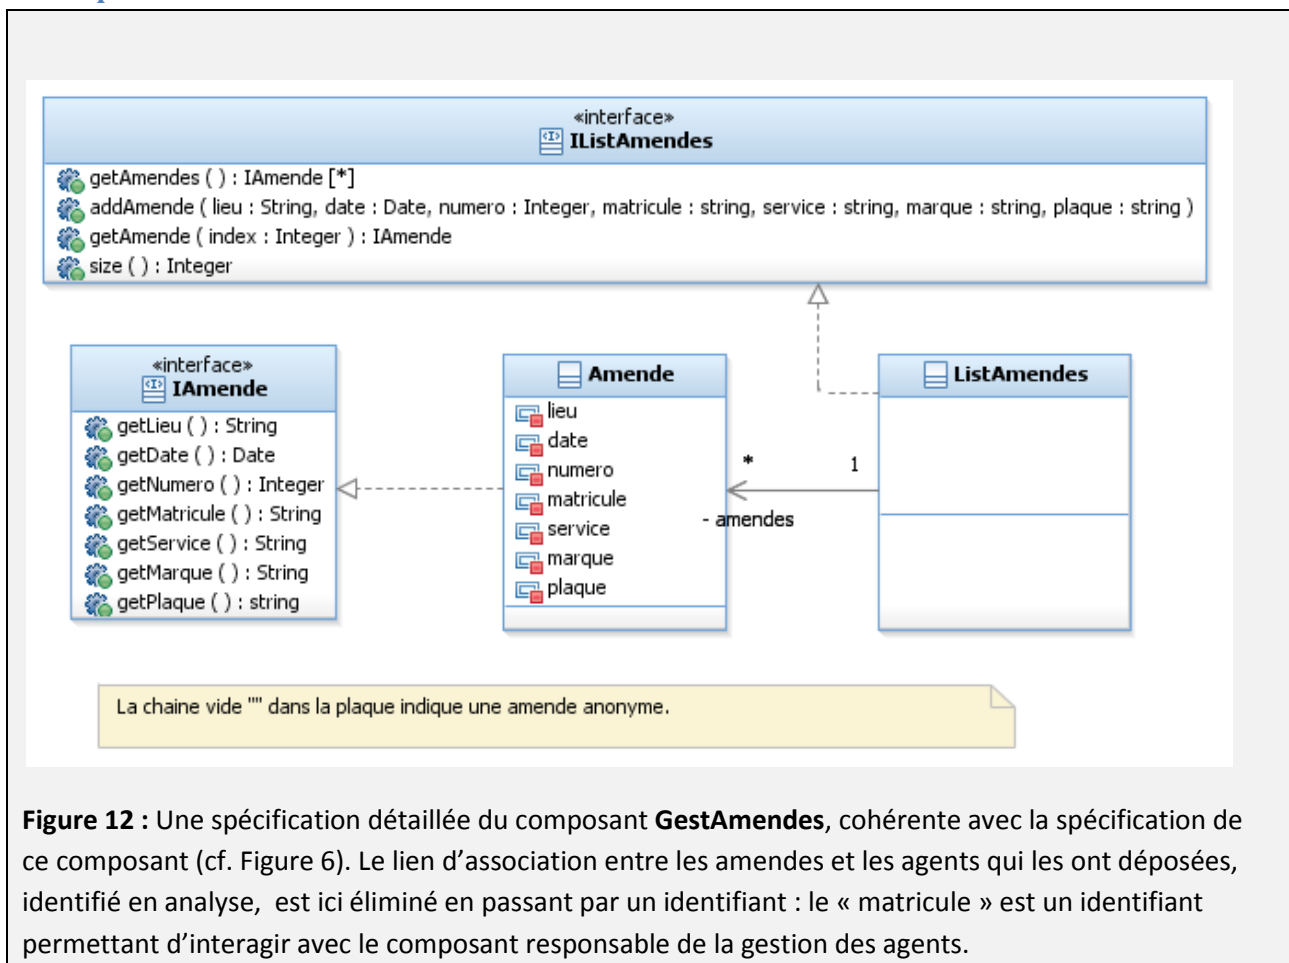 «interface»
IListAmendes
getAmendes ( ) : IAmende [*]
addAmende ( lieu : String, date : Date, numero : Integer, matricule : string, service : string, marque : string, plaque : string )
getAmende ( index : Integer ) : IAmende
size ( ) : Integer
«interface»
IAmende
getLieu ( ) : String
getDate ( ) : Date
getNumero ( ) : Integer
getMatricule ( ) : String
getService ( ) : String
getMarque ( ) : String
getPlaque ( ) : string
Amende
lieu
date
numero
matricule
service
marque
plaque
* 1
- amendes
ListAmendes
La chaine vide "" dans la plaque indique une amende anonyme.
Figure 12 : Une spécification détaillée du composant GestAmendes, cohérente avec la spécification de
ce composant (cf. Figure 6). Le lien d’association entre les amendes et les agents qui les ont déposées,
identifié en analyse, est ici éliminé en passant par un identifiant : le « matricule » est un identifiant
permettant d’interagir avec le composant responsable de la gestion des agents.